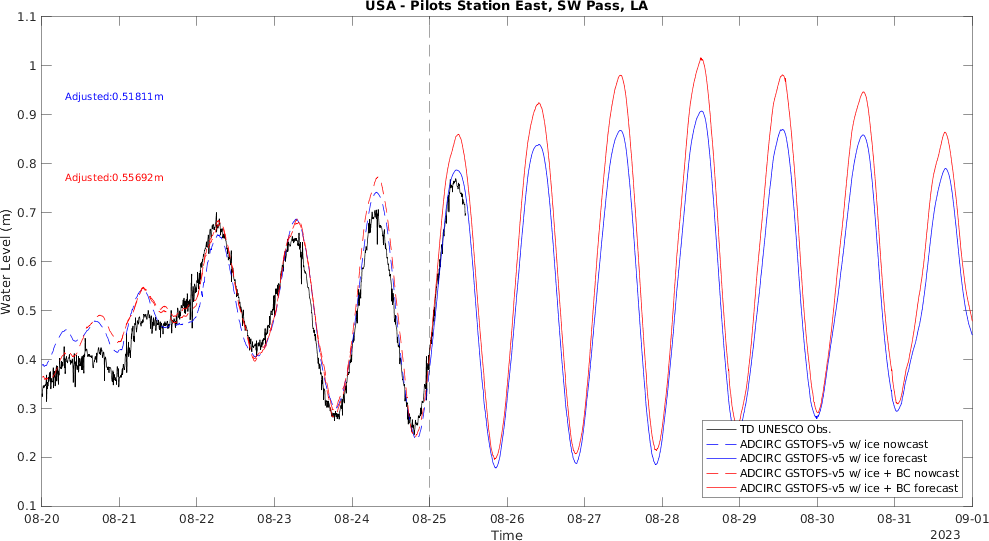 USA - Pilots Station East, SW Pass, LA
1.1
1
0.9
0.8
0.7
0.6
0.5
0.4
0.3
0.2
0.1
Water Level (m)
Adjusted:0.51811m
Adjusted:0.55692m
TD UNESCO Obs.
ADCIRC GSTOFS-v5 w/ ice nowcast
ADCIRC GSTOFS-v5 w/ ice forecast
ADCIRC GSTOFS-v5 w/ ice + BC nowcast
ADCIRC GSTOFS-v5 w/ ice + BC forecast
08-20 08-21 08-22 08-23 08-24 08-25 08-26 08-27 08-28 08-29 08-30 08-31 09-01
Time
2023